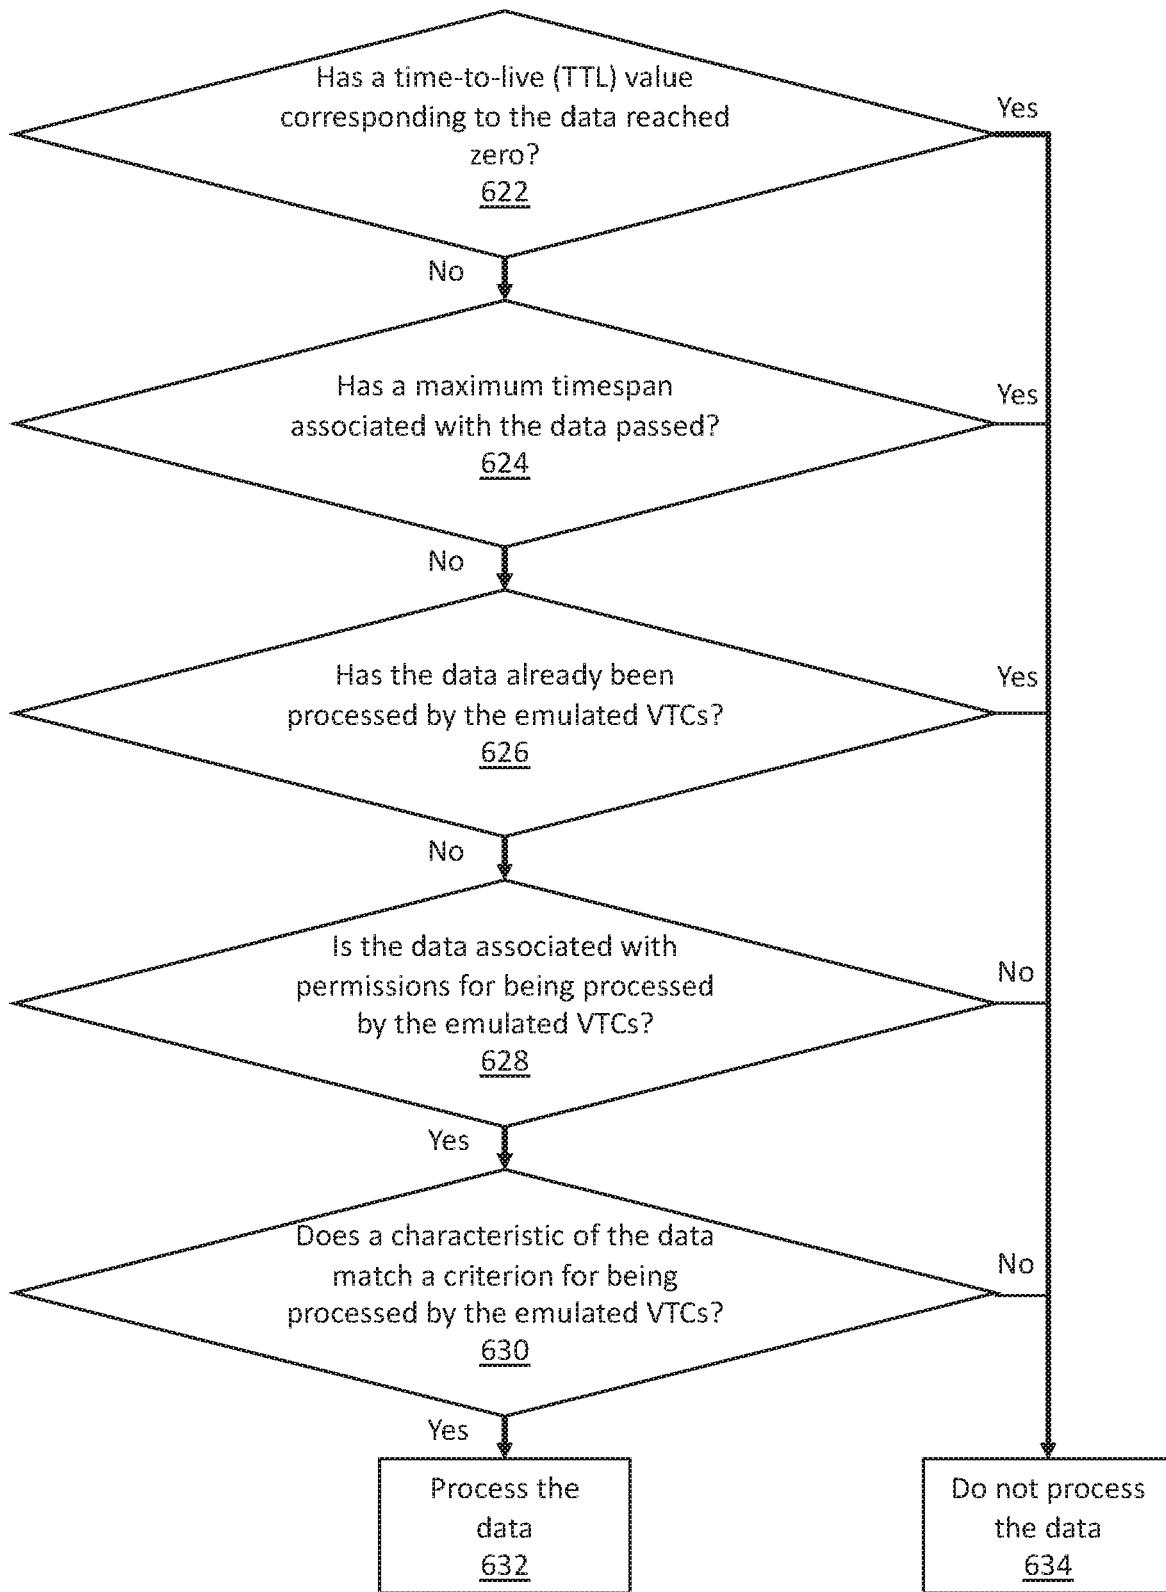 Has a time-to-live (TTL) value
corresponding to the data reached
zero?
622
Yes
No
Has a maximum timespan
associated with the data passed?
624
Yes
No
Has the data already been
processed by the emulated VTCs?
626
Yes
No
Is the data associated with
permissions for being processed
by the emulated VTCs?
628
No
Yes
Does a characteristic of the data
match a criterion for being
processed by the emulated VTCs?
630
No
Yes
Process the
data
632
Do not process
the data
634